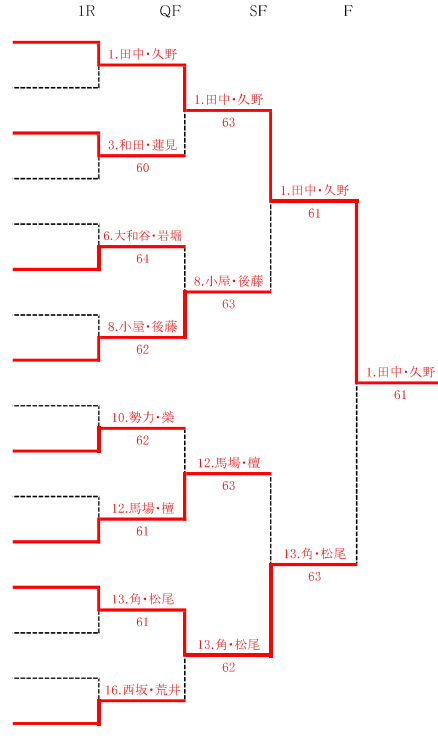 1R QF SF F
1.田中・久野
1.田中・久野
63
3.和田・蓮見
60
1.田中・久野
61
6.大和谷・岩堀
64
8.小屋・後藤
63
8.小屋・後藤
62
1.田中・久野
61
10.勢力・榮
62
12.馬場・檀
63
12.馬場・檀
61
13.角・松尾
63
13.角・松尾
61
13.角・松尾
62
16.西坂・荒井